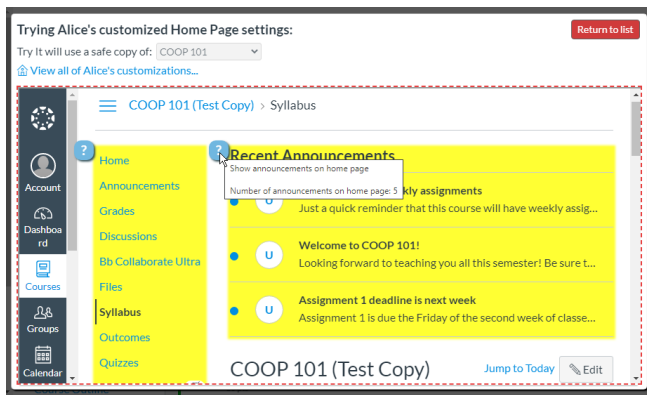 Trying Alice's customized Home Page settings:
Return to list
Try It will use a safe copy of: COOP 101
View all of Alice's customizations...
COOP 101 (Test Copy) > Syllabus
Account
Dashboa
rd
Courses
Groups
Calendar
?
Home
Announcements
Grades
Discussions
Bb Collaborate Ultra
Files
Syllabus
Outcomes
Quizzes
?
Recent Announcements
Show announcements on home page
Number of announcements on home page: 5
kly assignments
U
Just a quick reminder that this course will have weekly assig...
Welcome to COOP 101!
U
Looking forward to teaching you all this semester! Be sure t...
Assignment 1 deadline is next week
U
Assignment 1 is due the Friday of the second week of classe...
COOP 101 (Test Copy)
Jump to Today
Edit